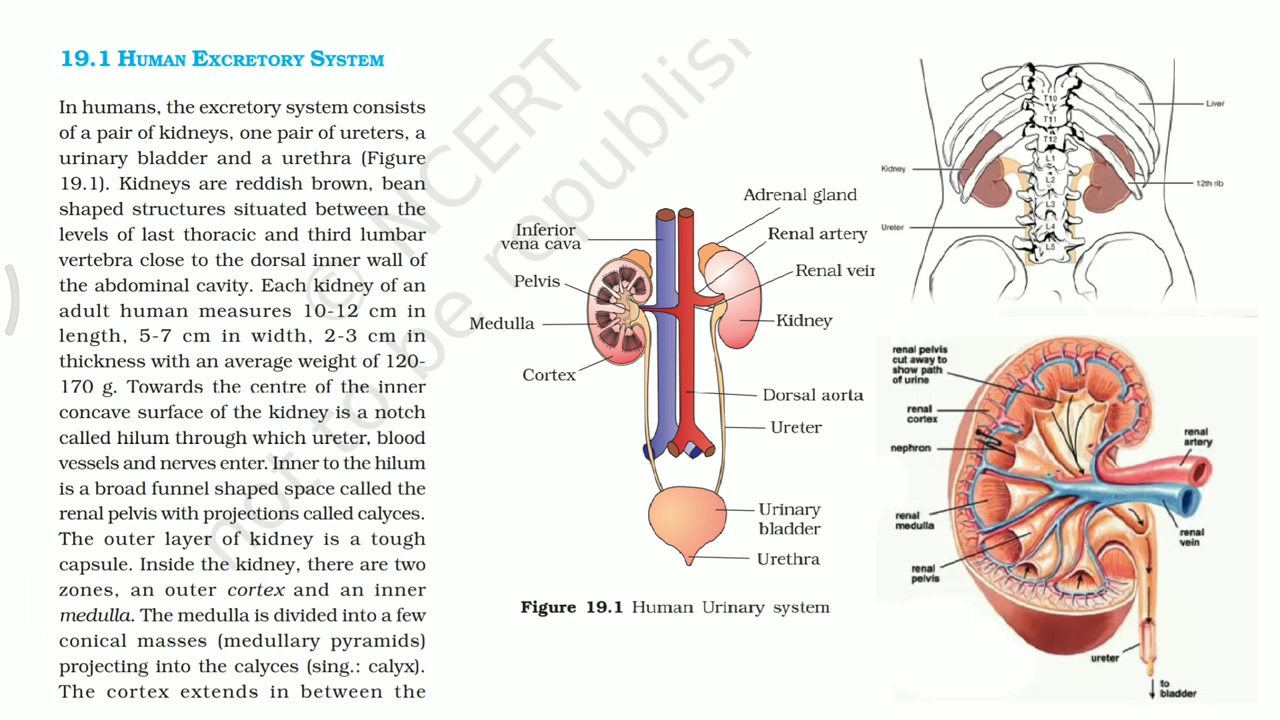 19.1 HUMAN EXCRETORY SYSTEM
In humans, the excretory system consists
of a pair of kidneys, one pair of ureters, a
urinary bladder and a urethra (Figure
19.1). Kidneys are reddish brown, bean
shaped structures situated between the
levels of last thoracic and third lumbar
vertebra close to the dorsal inner wall of
the abdominal cavity. Each kidney of an
adult human measures 10-12 cm in
length, 5-7 cm in width, 2-3 cm in
thickness with an average weight of 120-
170 g. Towards the centre of the inner
concave surface of the kidney is a notch
called hilum through which ureter, blood
vessels and nerves enter. Inner to the hilum
is a broad funnel shaped space called the
renal pelvis with projections called calyces.
The outer layer of kidney is a tough
capsule. Inside the kidney, there are two
zones, an outer cortex and an inner
medulla. The medulla is divided into a few
conical masses (medullary pyramids)
projecting into the calyces (sing.: calyx).
The cortex extends in between the
© NCERT
not to be republis
Adrenal gland
Inferior
vena cava
Renal artery
Pelvis
Renal vein
Medulla
Kidney
Cortex
Dorsal aorta
Ureter
Urinary
bladder
Urethra
Figure 19.1 Human Urinary system
T10
T11
T12
L1
L3
L4
L5
Liver
Kidney
12th rib
Ureter
renal pelvis
cut away to
show path
of urine
renal
cortex
nephron
renal
artery
renal
medulla
renal
vein
renal
pelvis
ureter
to
bladder